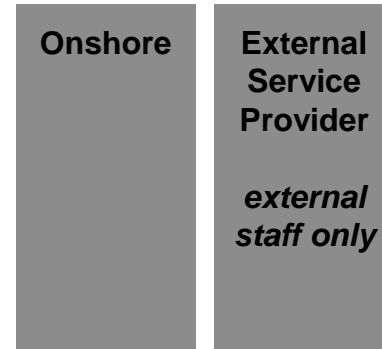 Onshore
External
Service
Provider
external
staff only